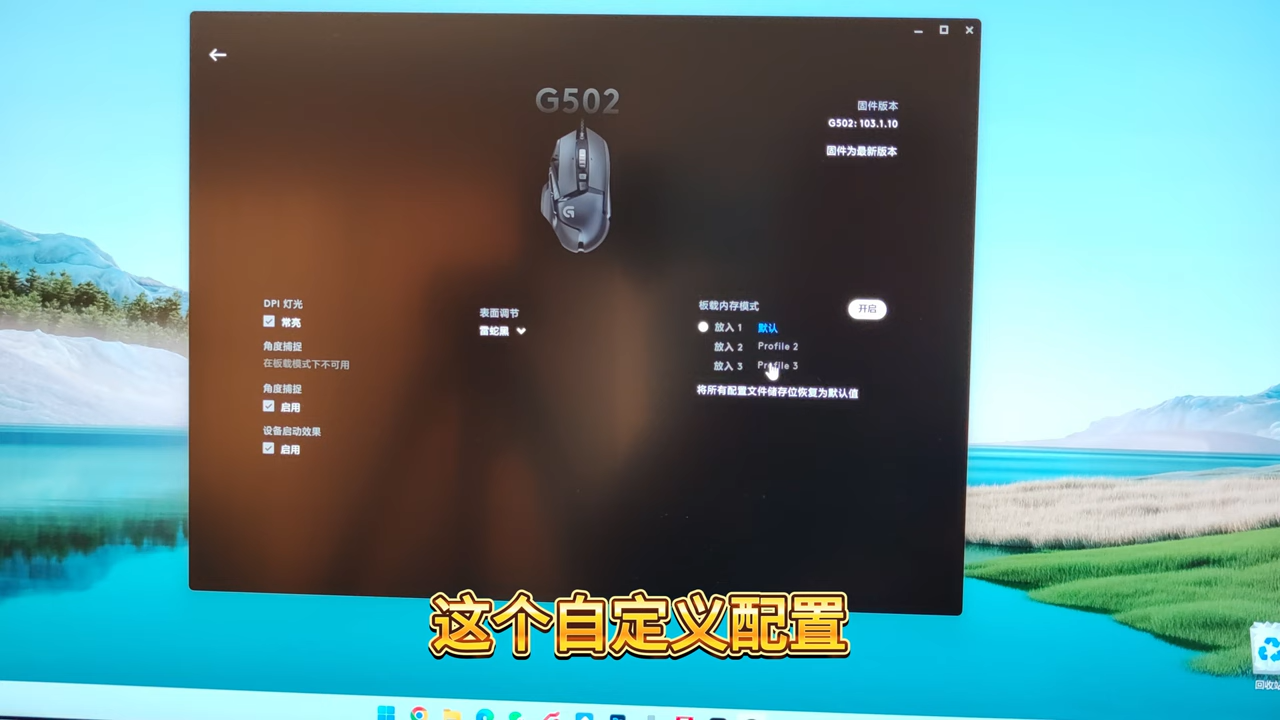 G502
固件版本
G502: 103.1.10
固件为最新版本
DPI 灯光
常亮
角度捕捉
在板载模式下不可用
角度捕捉
启用
设备启动效果
启用
表面调节
雷蛇黑
板载内存模式
开启
放入 1 默认
放入 2 Profile 2
放入 3 Profile 3
将所有配置文件储存位恢复为默认值
这个自定义配置
回收站